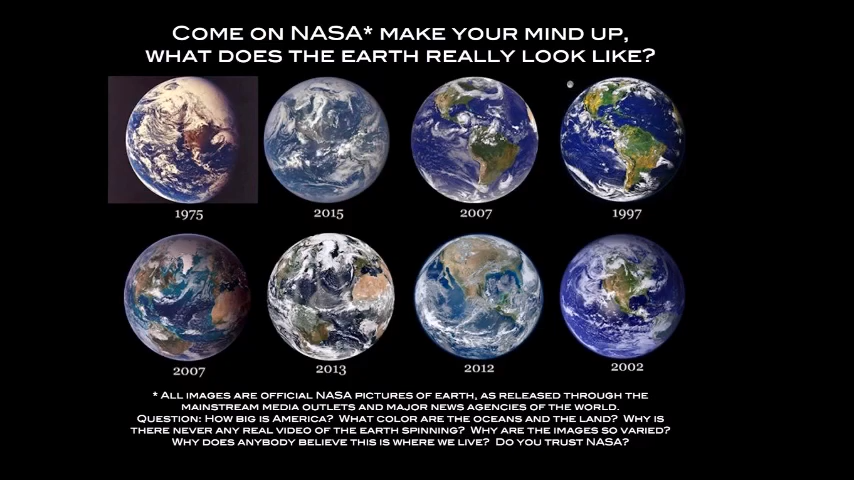 COME ON NASA* MAKE YOUR MIND UP,
WHAT DOES THE EARTH REALLY LOOK LIKE?
1975
2015
2007
1997
2007
2013
2012
2002
* ALL IMAGES ARE OFFICIAL NASA PICTURES OF EARTH, AS RELEASED THROUGH THE
MAINSTREAM MEDIA OUTLETS AND MAJOR NEWS AGENCIES OF THE WORLD.
QUESTION: HOW BIG IS AMERICA? WHAT COLOR ARE THE OCEANS AND THE LAND? WHY IS
THERE NEVER ANY REAL VIDEO OF THE EARTH SPINNING? WHY ARE THE IMAGES SO VARIED?
WHY DOES ANYBODY BELIEVE THIS IS WHERE WE LIVE? DO YOU TRUST NASA?